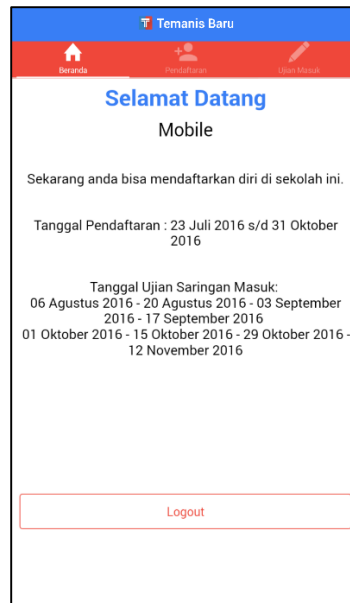 Temanis Baru
Beranda
Pendaftaran
Ujian Masuk
Selamat Datang
Mobile
Sekarang anda bisa mendaftarkan diri di sekolah ini.
Tanggal Pendaftaran : 23 Juli 2016 s/d 31 Oktober
2016
Tanggal Ujian Saringan Masuk:
06 Agustus 2016 - 20 Agustus 2016 - 03 September
2016 - 17 September 2016
01 Oktober 2016 - 15 Oktober 2016 - 29 Oktober 2016 -
12 November 2016
Logout